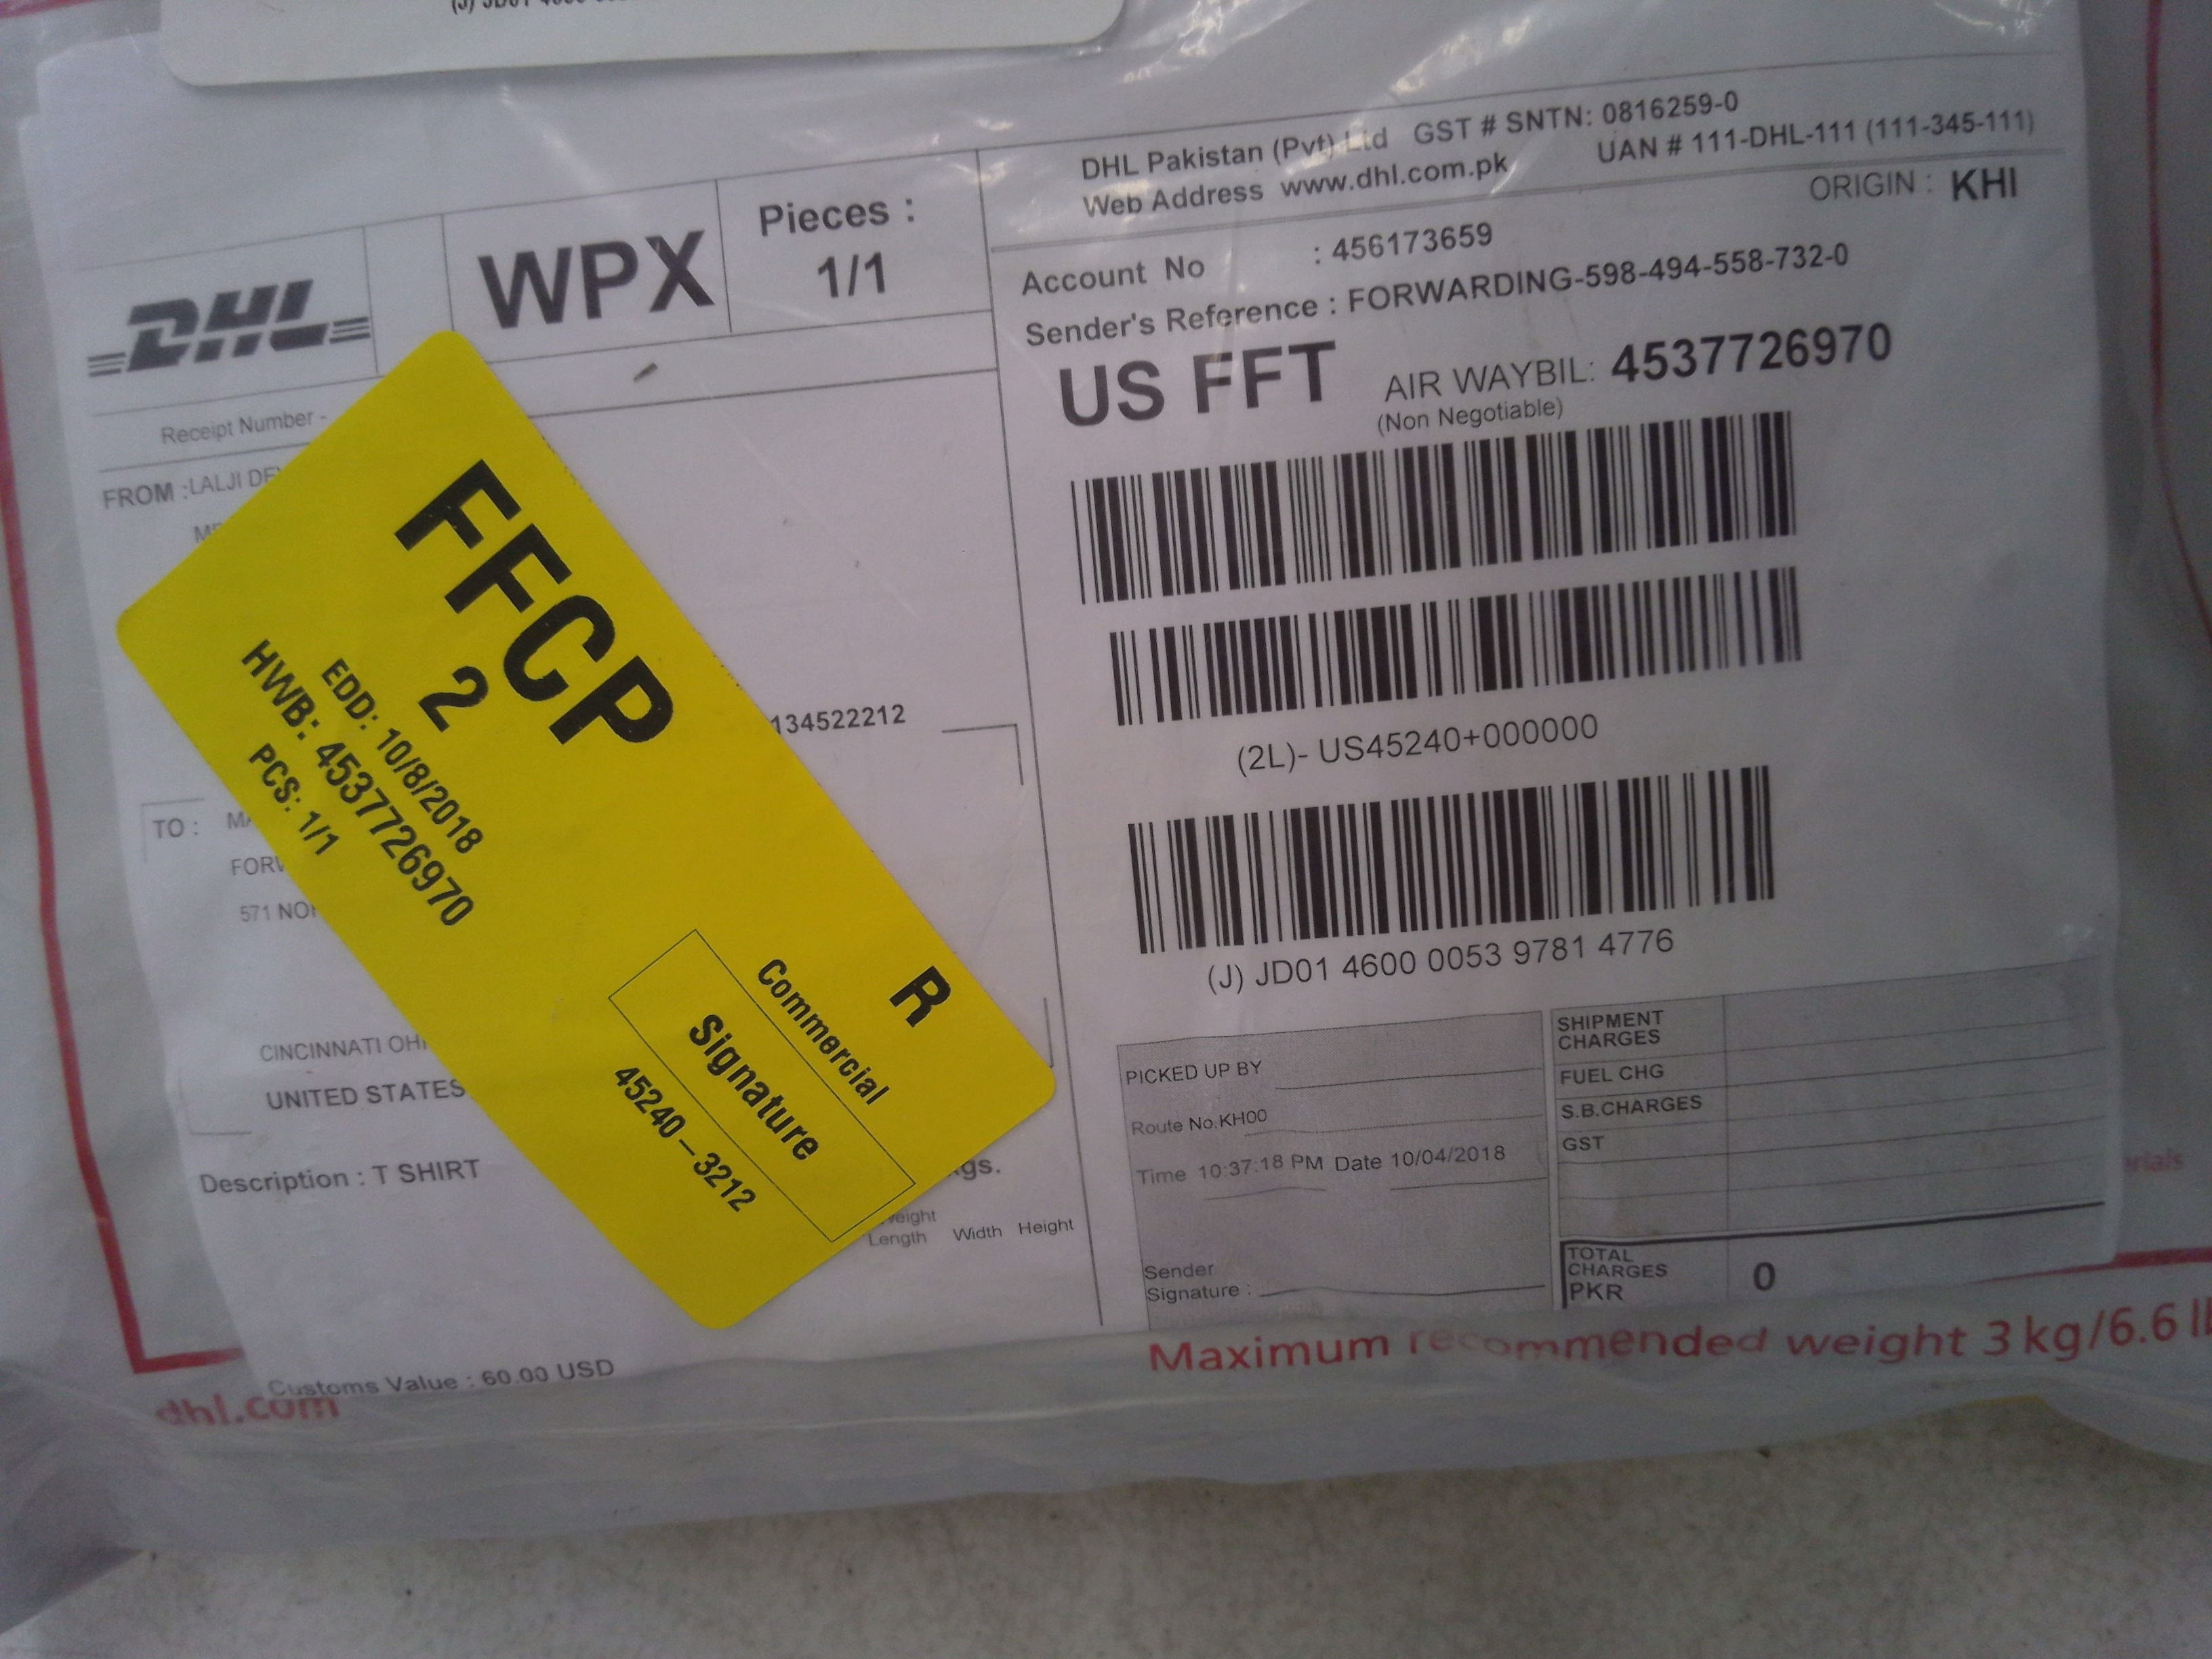 DHL
WPX
Pieces :
1/1
DHL Pakistan (Pvt) Ltd GST # SNTN: 0816259-0
Web Address www.dhl.com.pk UAN # 111-DHL-111 (111-345-111)
ORIGIN : KHI
Account No : 456173659
Sender's Reference : FORWARDING-598-494-558-732-0
US FFT AIR WAYBIL: 4537726970
(Non Negotiable)
(2L)- US45240+000000
(J) JD01 4600 0053 9781 4776
Receipt Number -
FROM : LALJI
134522212
TO :
571
CINCINNATI
UNITED STATES
Description : T SHIRT
Length Width Height
Customs Value : 60.00 USD
FFCP
2
EDD: 10/8/2018
HWB: 4537726970
PCS: 1/1
R
Commercial
Signature
45240-3212
PICKED UP BY
Route No.KH00
Time 10:37:18 PM Date 10/04/2018
Sender
Signature :
SHIPMENT
CHARGES
FUEL CHG
S.B.CHARGES
GST
TOTAL
CHARGES
PKR 0
Maximum recommended weight 3 kg/6.6
dhl.com